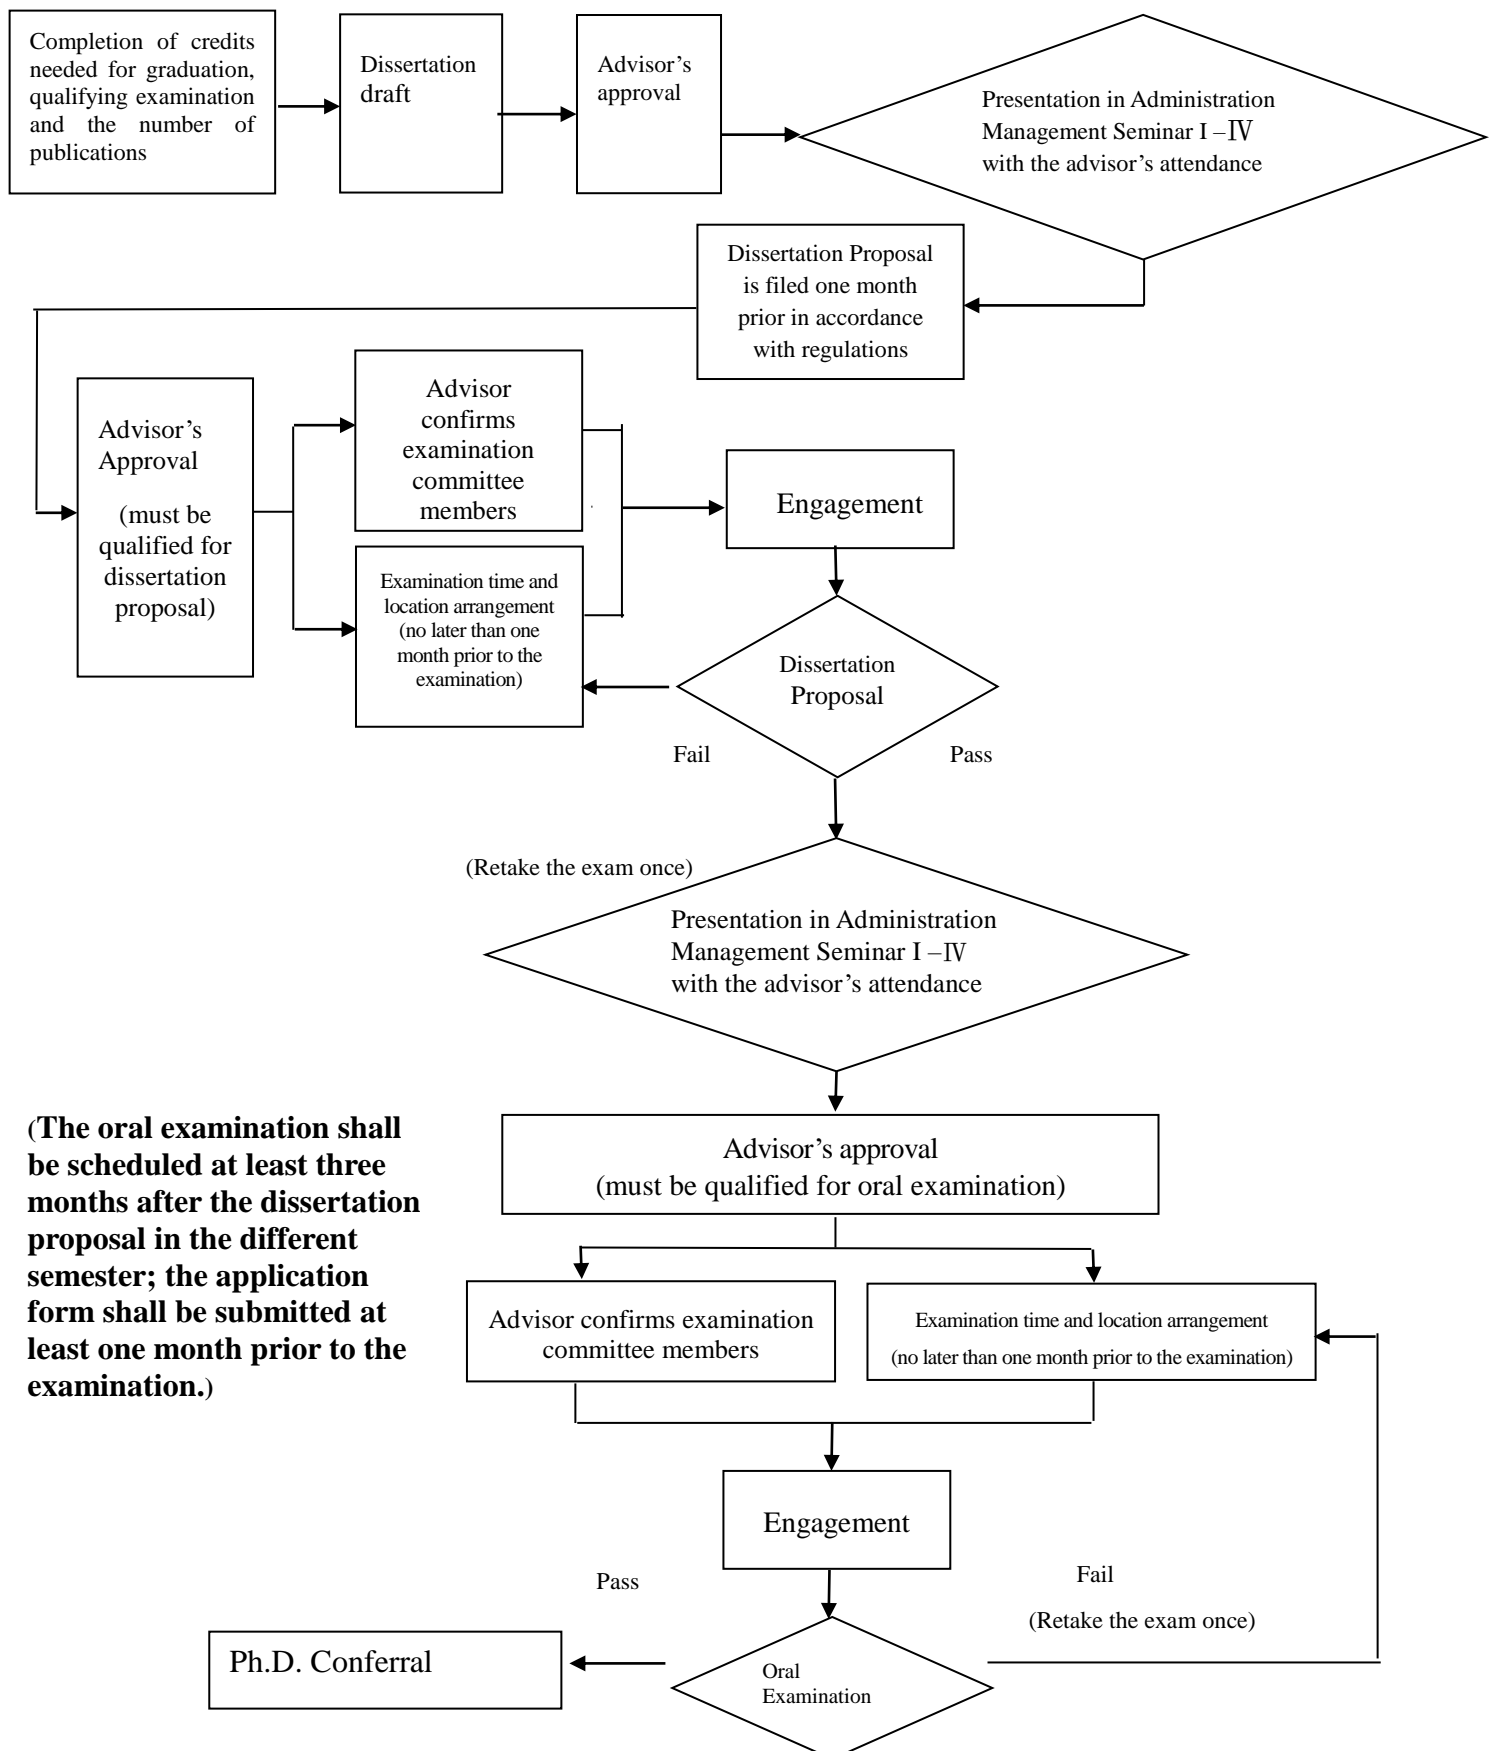 Completion of credits
needed for graduation,
qualifying examination
and the number of
publications
Dissertation
draft
Advisor’s
approval
Presentation in Administration
Management Seminar I –Ⅳ
with the advisor’s attendance
Dissertation Proposal
is filed one month
prior in accordance
with regulations
Advisor’s
Approval
(must be
qualified for
dissertation
proposal)
Advisor
confirms
examination
committee
members
Examination time and
location arrangement
(no later than one
month prior to the
examination)
Engagement
Dissertation
Proposal
Fail
Pass
(Retake the exam once)
Presentation in Administration
Management Seminar I –Ⅳ
with the advisor’s attendance
Advisor’s approval
(must be qualified for oral examination)
(The oral examination shall
be scheduled at least three
months after the dissertation
proposal in the different
semester; the application
form shall be submitted at
least one month prior to the
examination.)
Advisor confirms examination
committee members
Examination time and location arrangement
(no later than one month prior to the examination)
Engagement
Pass
Fail
(Retake the exam once)
Ph.D. Conferral
Oral
Examination